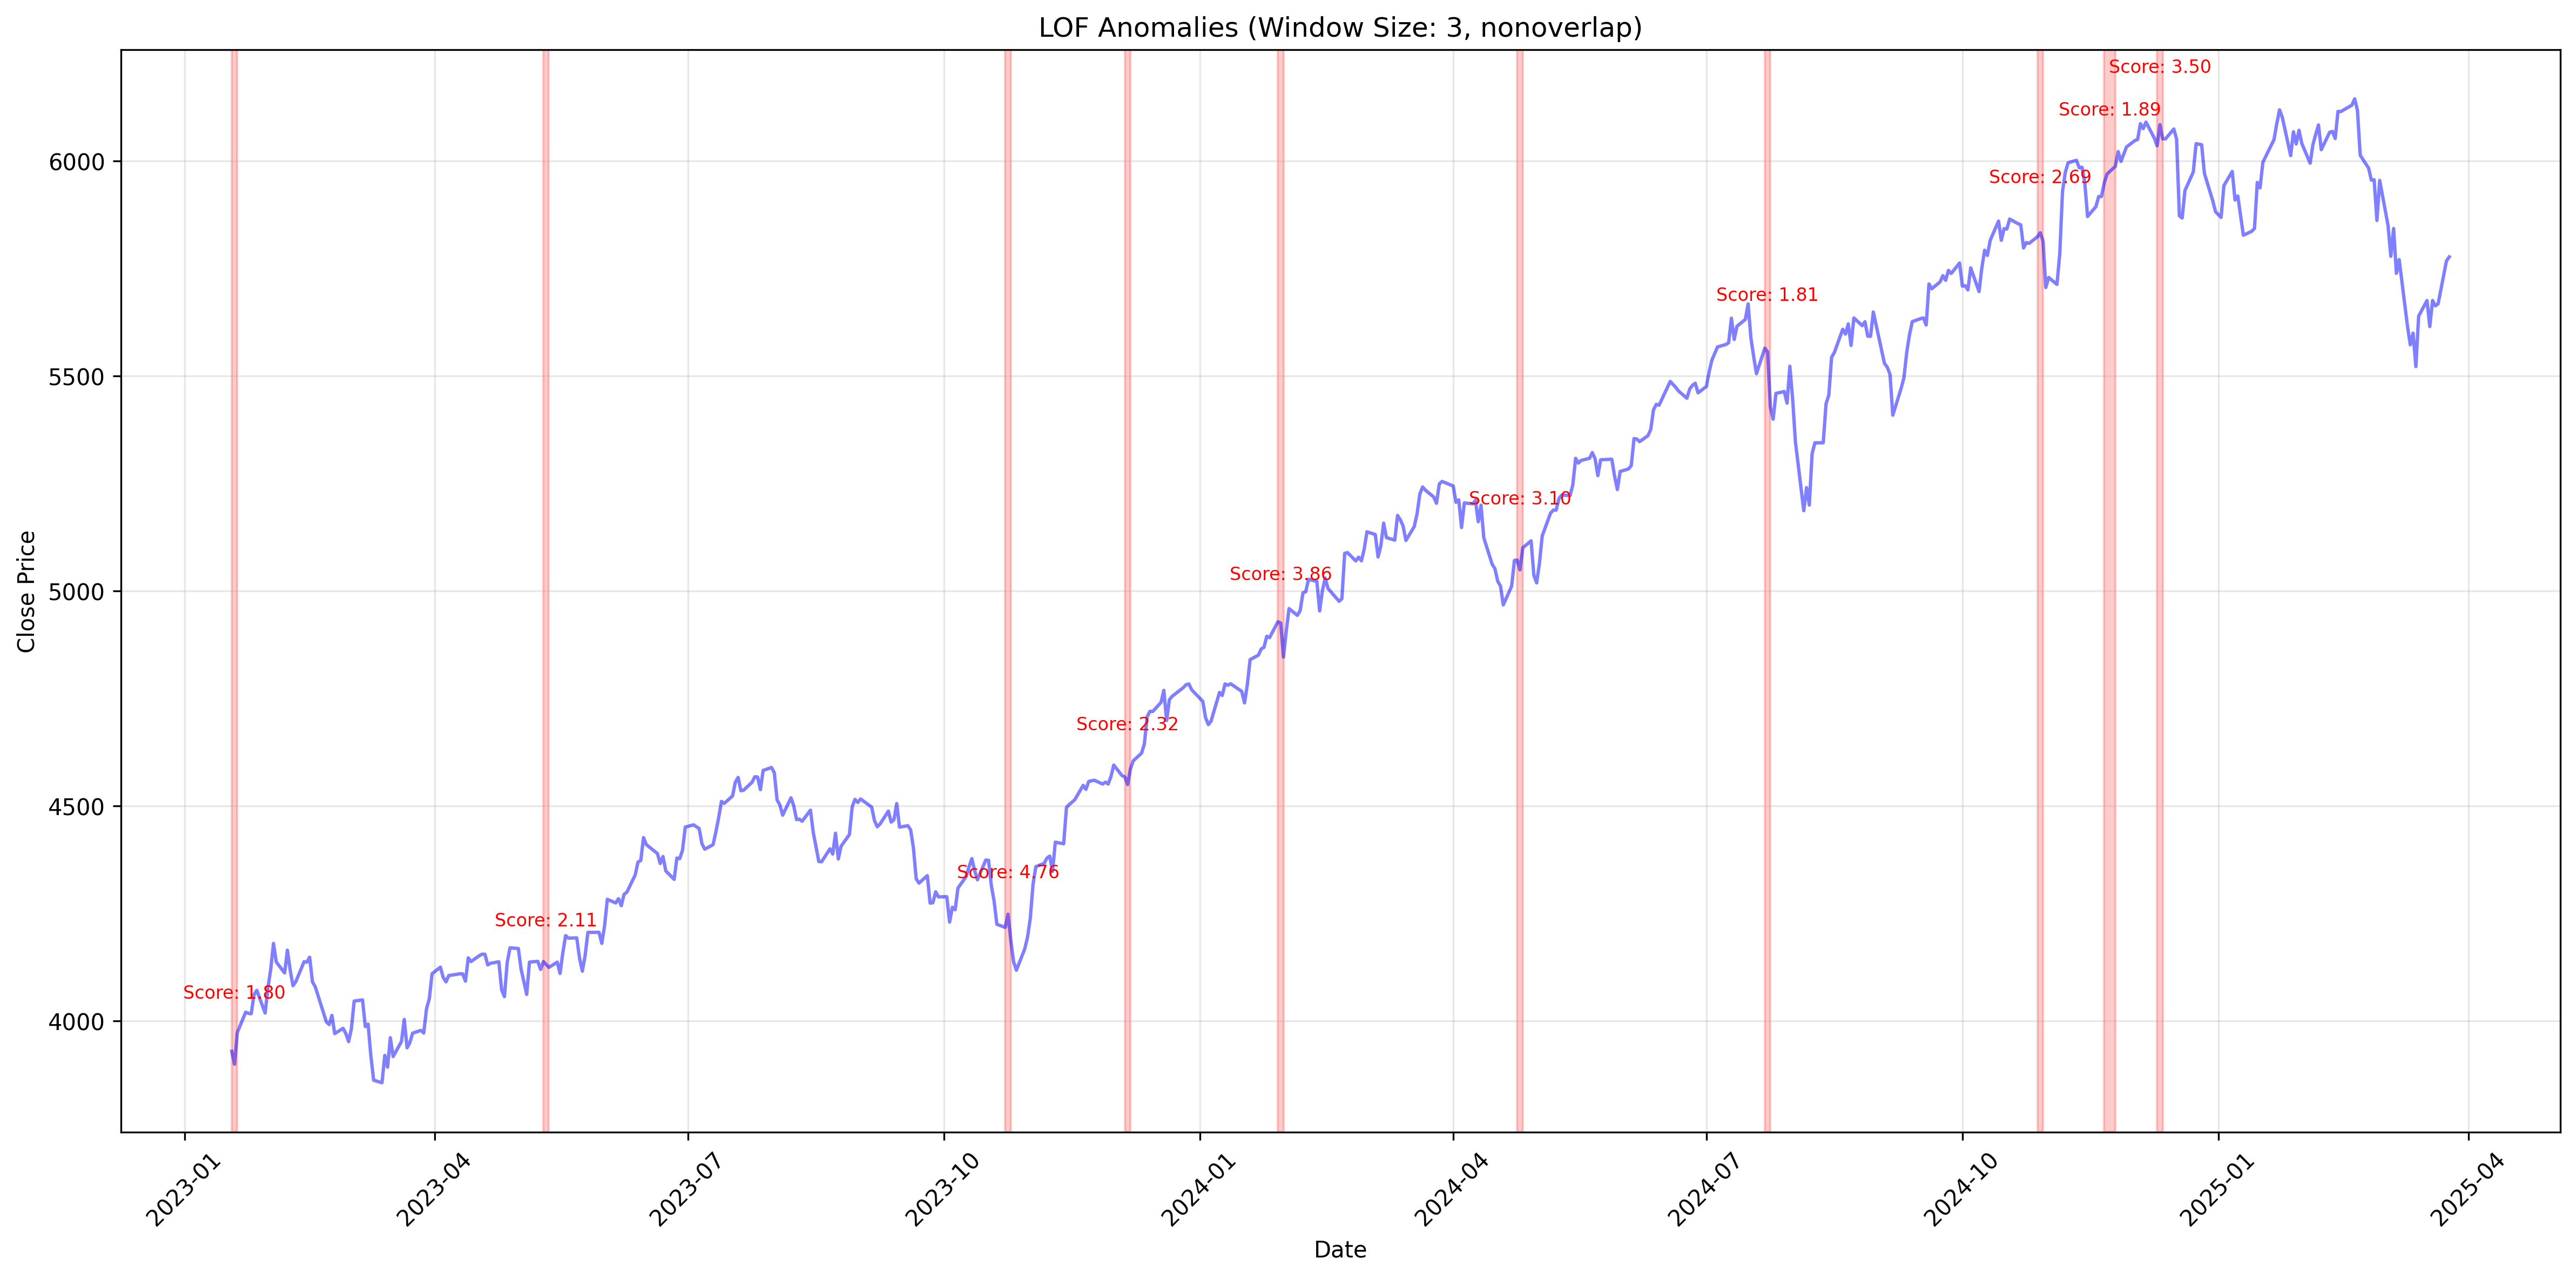 LOF Anomalies (Window Size: 3, nonoverlap)
Score: 3.50
Score: 1.89
Score: 2.69
Score: 1.81
Score: 3.10
Score: 3.86
Score: 2.32
Score: 4.76
Score: 2.11
Score: 1.80
Close Price
6000
5500
5000
4500
4000
2023-01
2023-04
2023-07
2023-10
2024-01
2024-04
2024-07
2024-10
2025-01
2025-04
Date